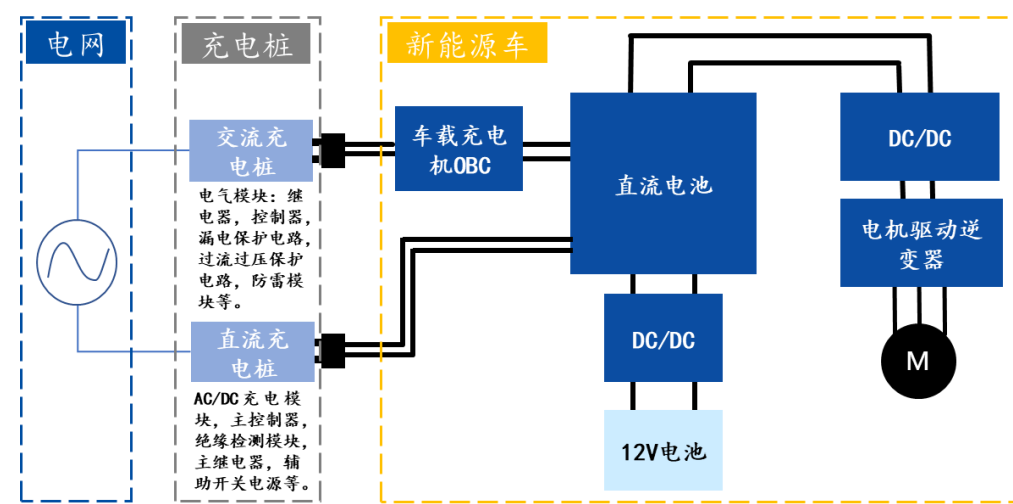 电网
充电桩
新能源车
交流充
电桩
电气模块：继
电器，控制器，
漏电保护电路，
过流过压保护
电路，防雷模
块等。
直流充
电桩
AC/DC充电模
块，主控制器，
绝缘检测模块，
主继电器，辅
助开关电源等。
车载充电
机OBC
直流电池
DC/DC
12V电池
DC/DC
电机驱动逆
变器
M